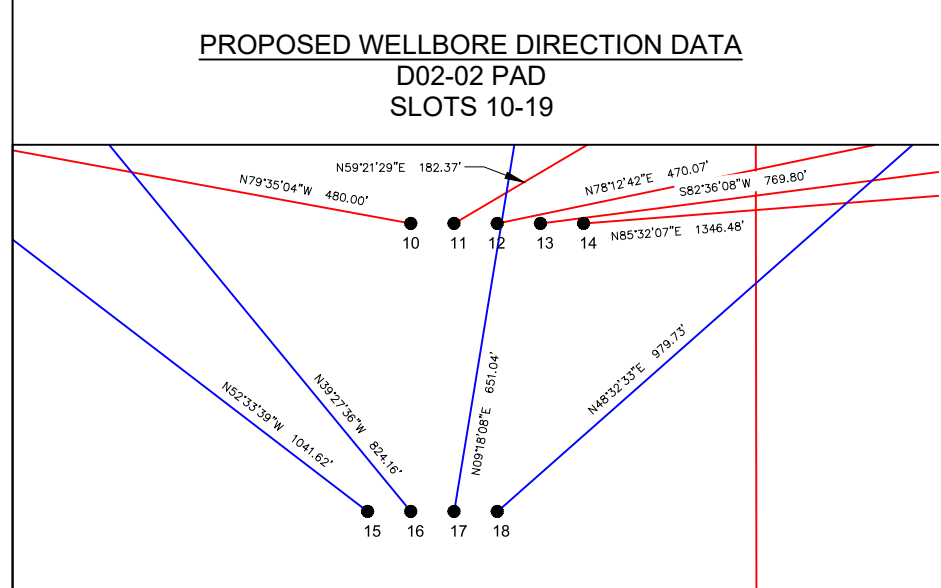 PROPOSED WELLBORE DIRECTION DATA
D02-02 PAD
SLOTS 10-19
N59°21'29"E 182.37'
N79°35'04"W 480.00'
N78°12'42"E 470.07'
S82°36'08"W 769.80'
N85°32'07"E 1346.48'
10
11
12
13
14
N52°33'39"W 1041.62'
N39°27'36"W 824.16'
N09°18'08"E 651.04'
N48°32'33"E 979.73'
15
16
17
18